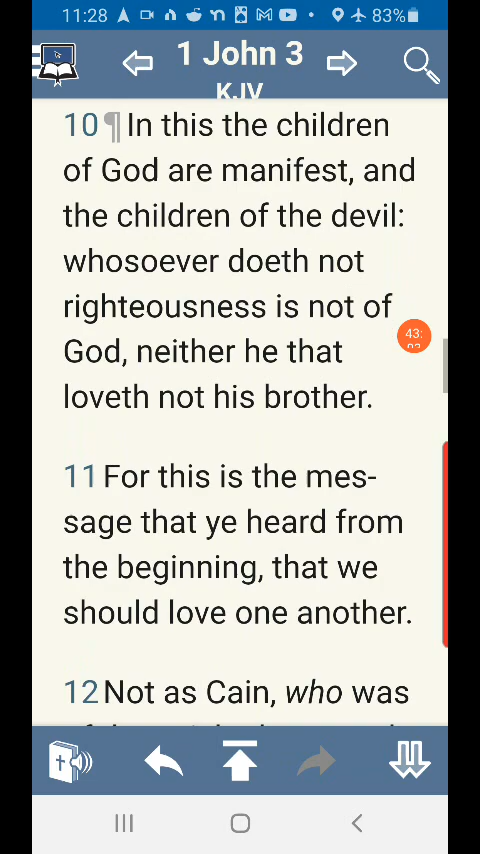 11:28
83%
1 John 3
KJV
10 ¶ In this the children
of God are manifest, and
the children of the devil:
whosoever doeth not
righteousness is not of
God, neither he that
loveth not his brother.
43:
11 For this is the mes-
sage that ye heard from
the beginning, that we
should love one another.
12 Not as Cain, who was